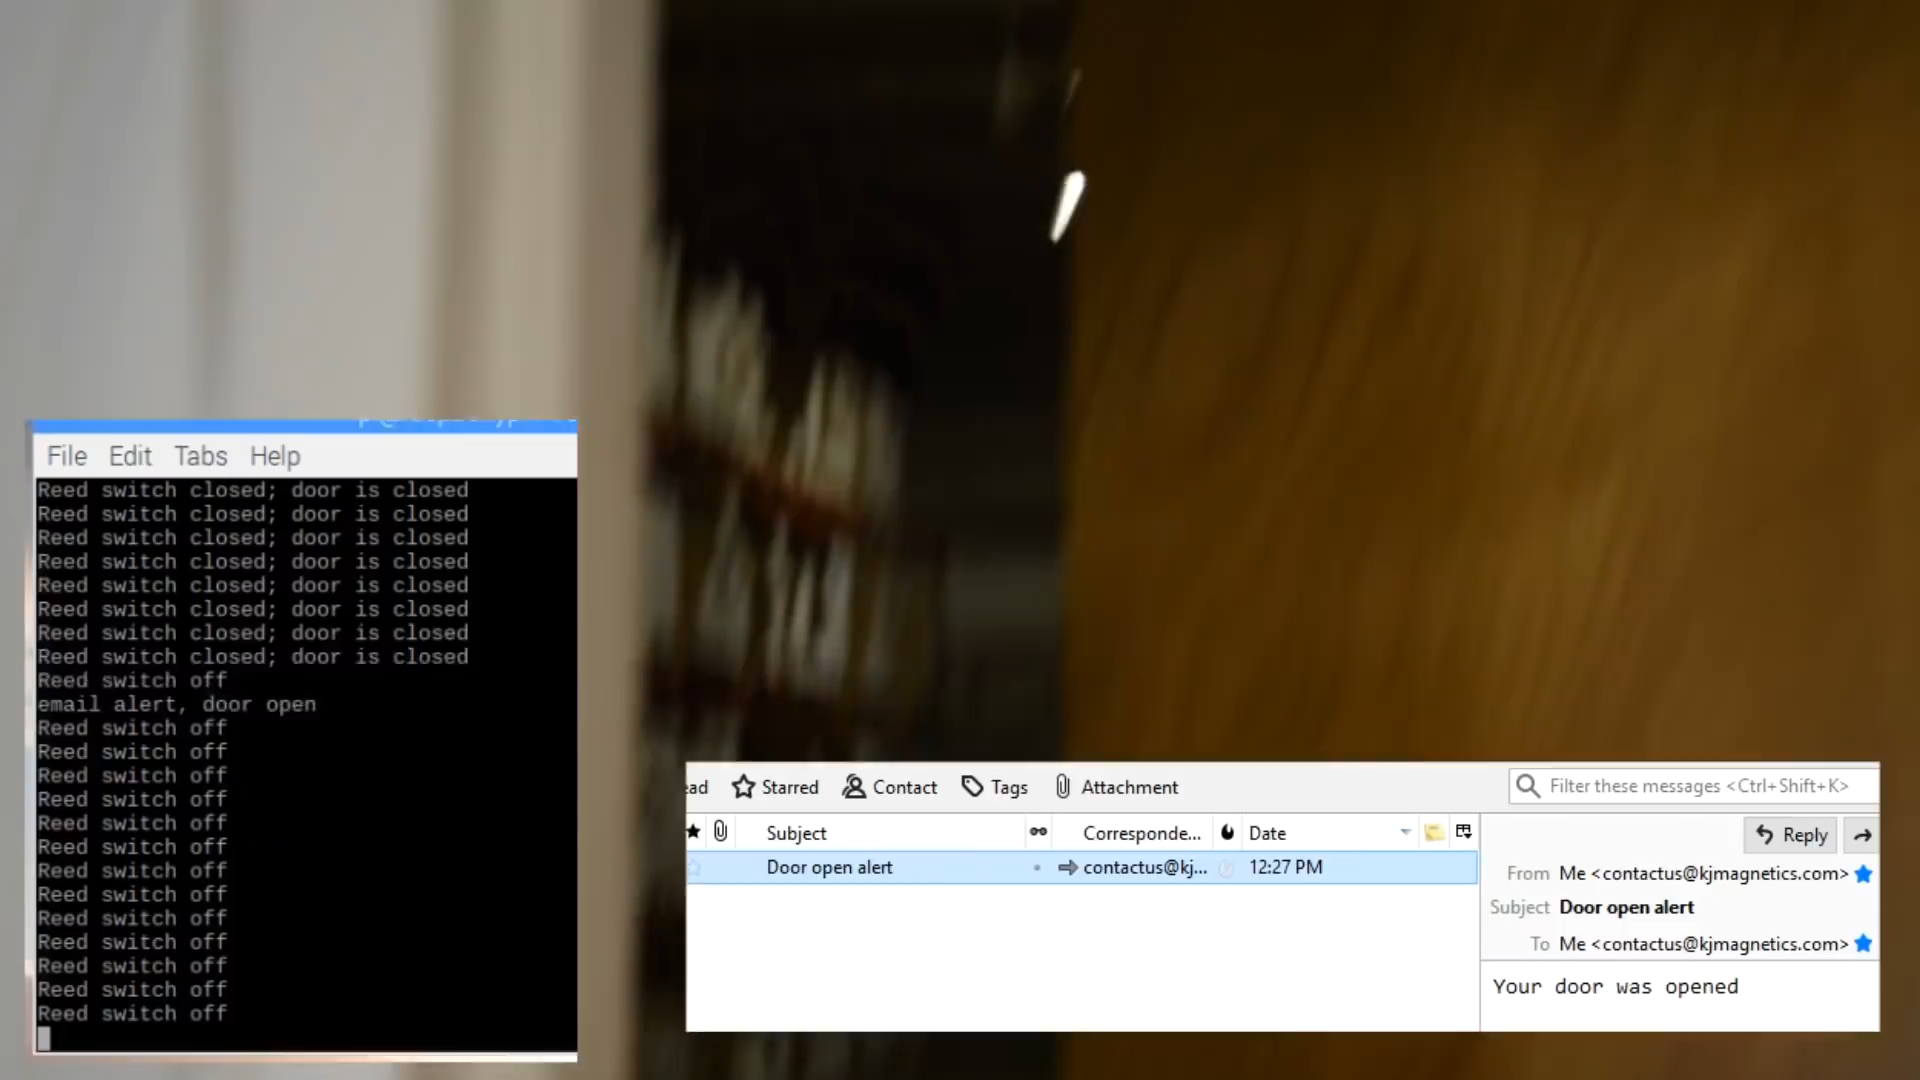 File Edit Tabs Help
Reed switch closed; door is closed
Reed switch closed; door is closed
Reed switch closed; door is closed
Reed switch closed; door is closed
Reed switch closed; door is closed
Reed switch closed; door is closed
Reed switch closed; door is closed
Reed switch closed; door is closed
Reed switch off
email alert, door open
Reed switch off
Reed switch off
Reed switch off
Reed switch off
Reed switch off
Reed switch off
Reed switch off
Reed switch off
Reed switch off
Reed switch off
Reed switch off
Reed switch off
Reed switch off
ead Starred Contact Tags Attachment Filter these messages <Ctrl+Shift+K>
Subject Corresponde... Date
Door open alert contactus@kj... 12:27 PM
Reply
From Me <contactus@kjmagnetics.com>
Subject Door open alert
To Me <contactus@kjmagnetics.com>
Your door was opened